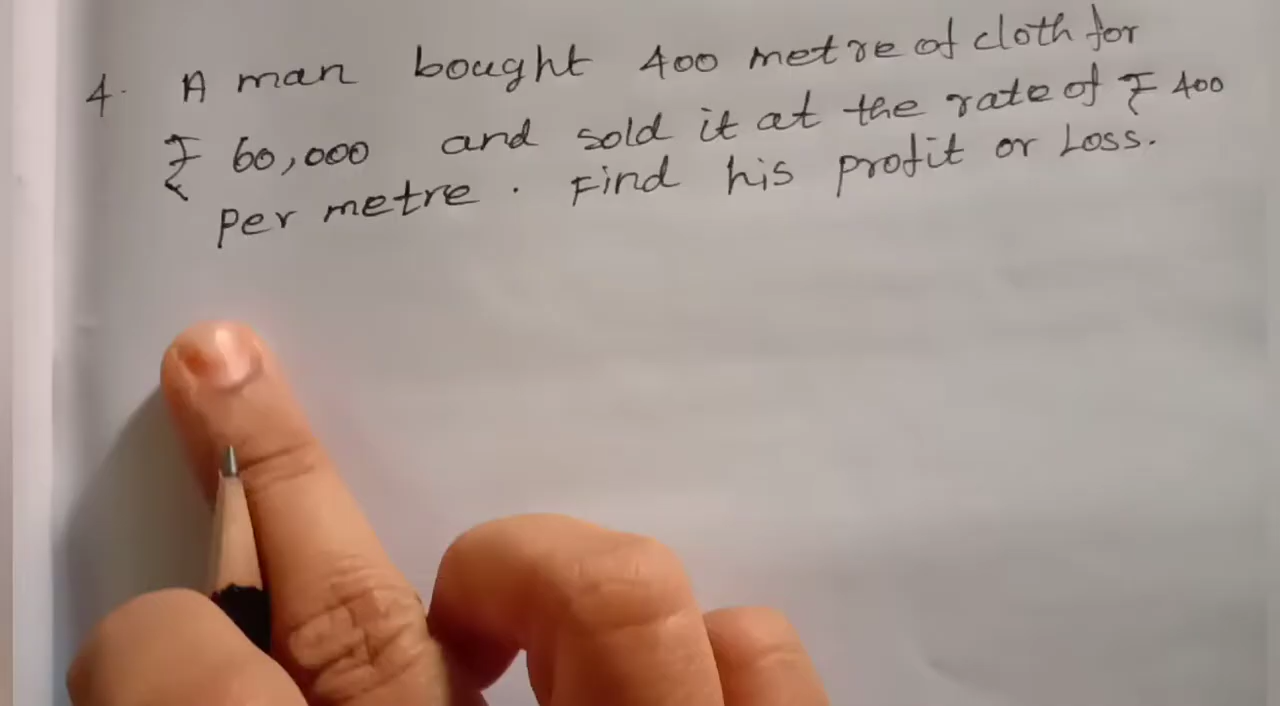 4. A man bought 400 metre of cloth for
₹ 60,000 and sold it at the rate of ₹ 400
per metre. Find his profit or Loss.